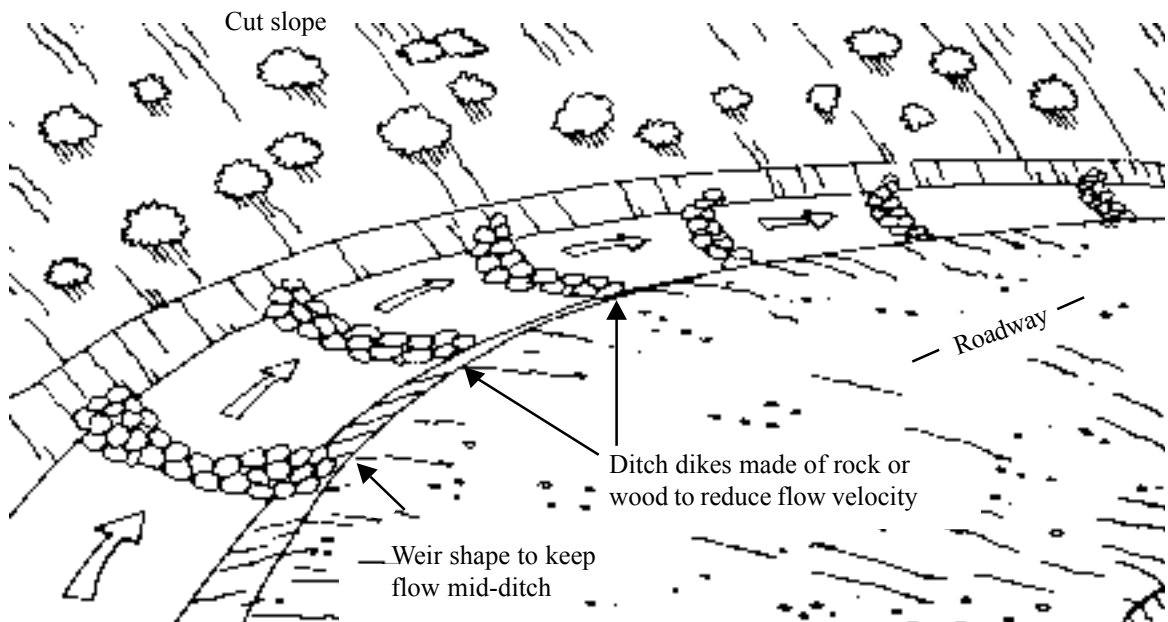 Cut slope
Roadway
Ditch dikes made of rock or
wood to reduce flow velocity
Weir shape to keep
flow mid-ditch